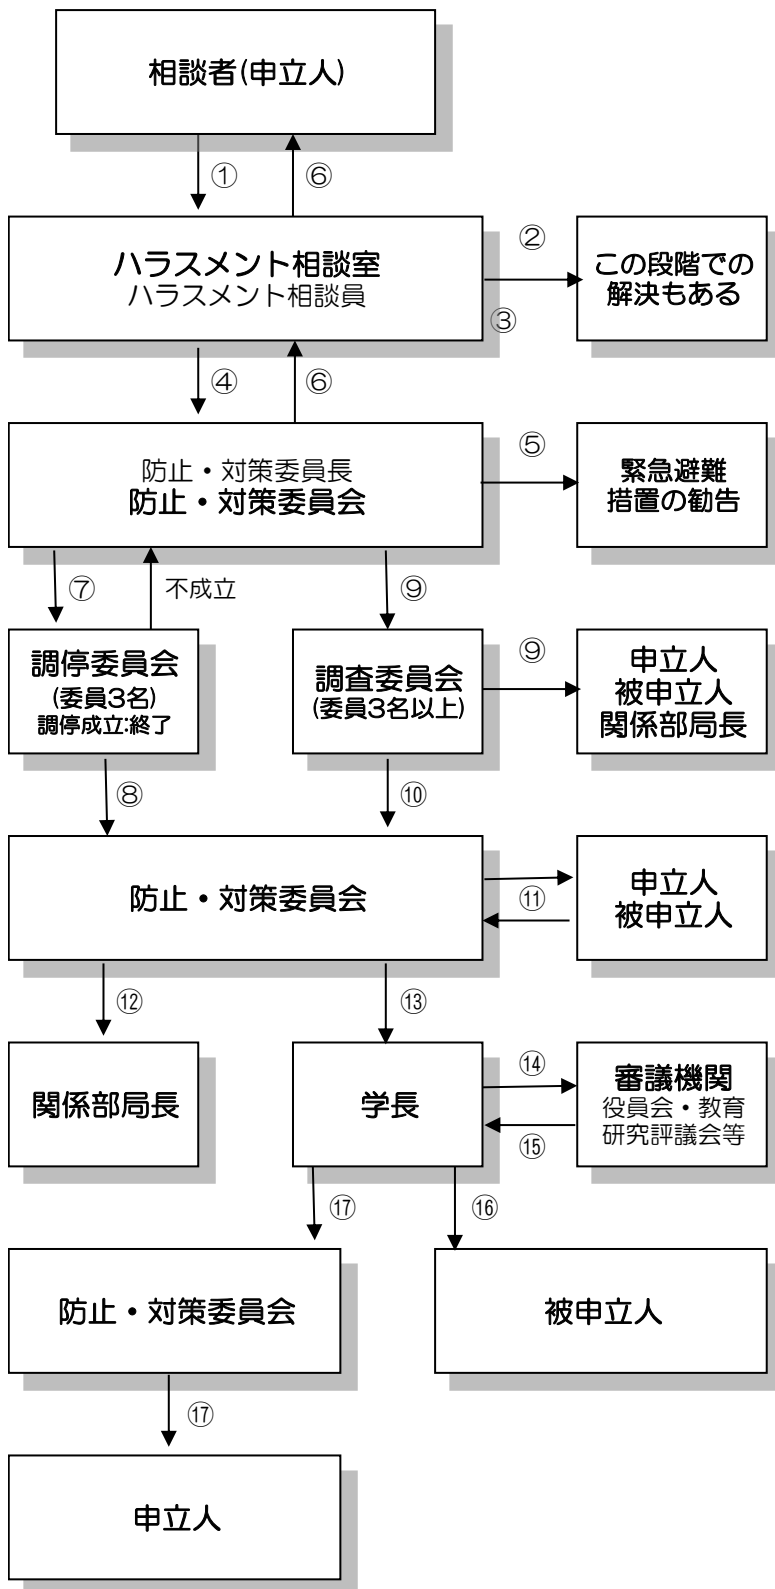 相談者(申立人)
①
⑥
ハラスメント相談室
ハラスメント相談員
②
③
この段階での
解決もある
④
⑥
防止・対策委員長
防止・対策委員会
⑤
緊急避難
措置の勧告
⑦
不成立
⑨
調停委員会
(委員3名)
調停成立:終了
調査委員会
(委員3名以上)
⑨
申立人
被申立人
関係部局長
⑧
⑩
防止・対策委員会
⑪
申立人
被申立人
⑫
⑬
関係部局長
学長
⑭
⑮
審議機関
役員会・教育
研究評議会等
⑰
⑯
防止・対策委員会
被申立人
⑰
申立人